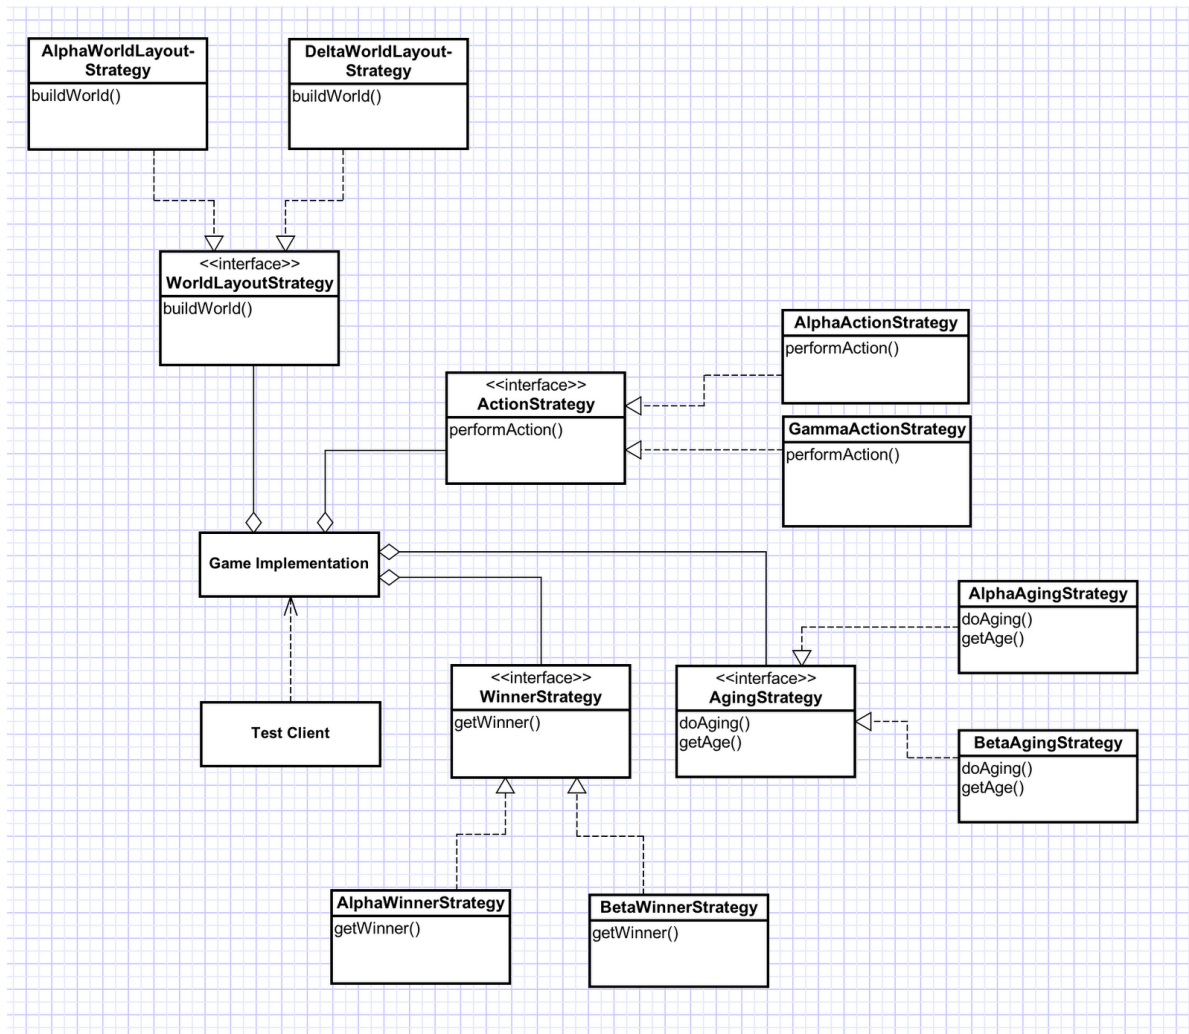 AlphaWorldLayout-
Strategy
buildWorld()
DeltaWorldLayout-
Strategy
buildWorld()
<<interface>>
WorldLayoutStrategy
buildWorld()
AlphaActionStrategy
performAction()
<<interface>>
ActionStrategy
performAction()
GammaActionStrategy
performAction()
Game Implementation
AlphaAgingStrategy
doAging()
getAge()
<<interface>>
WinnerStrategy
getWinner()
<<interface>>
AgingStrategy
doAging()
getAge()
Test Client
BetaAgingStrategy
doAging()
getAge()
AlphaWinnerStrategy
getWinner()
BetaWinnerStrategy
getWinner()